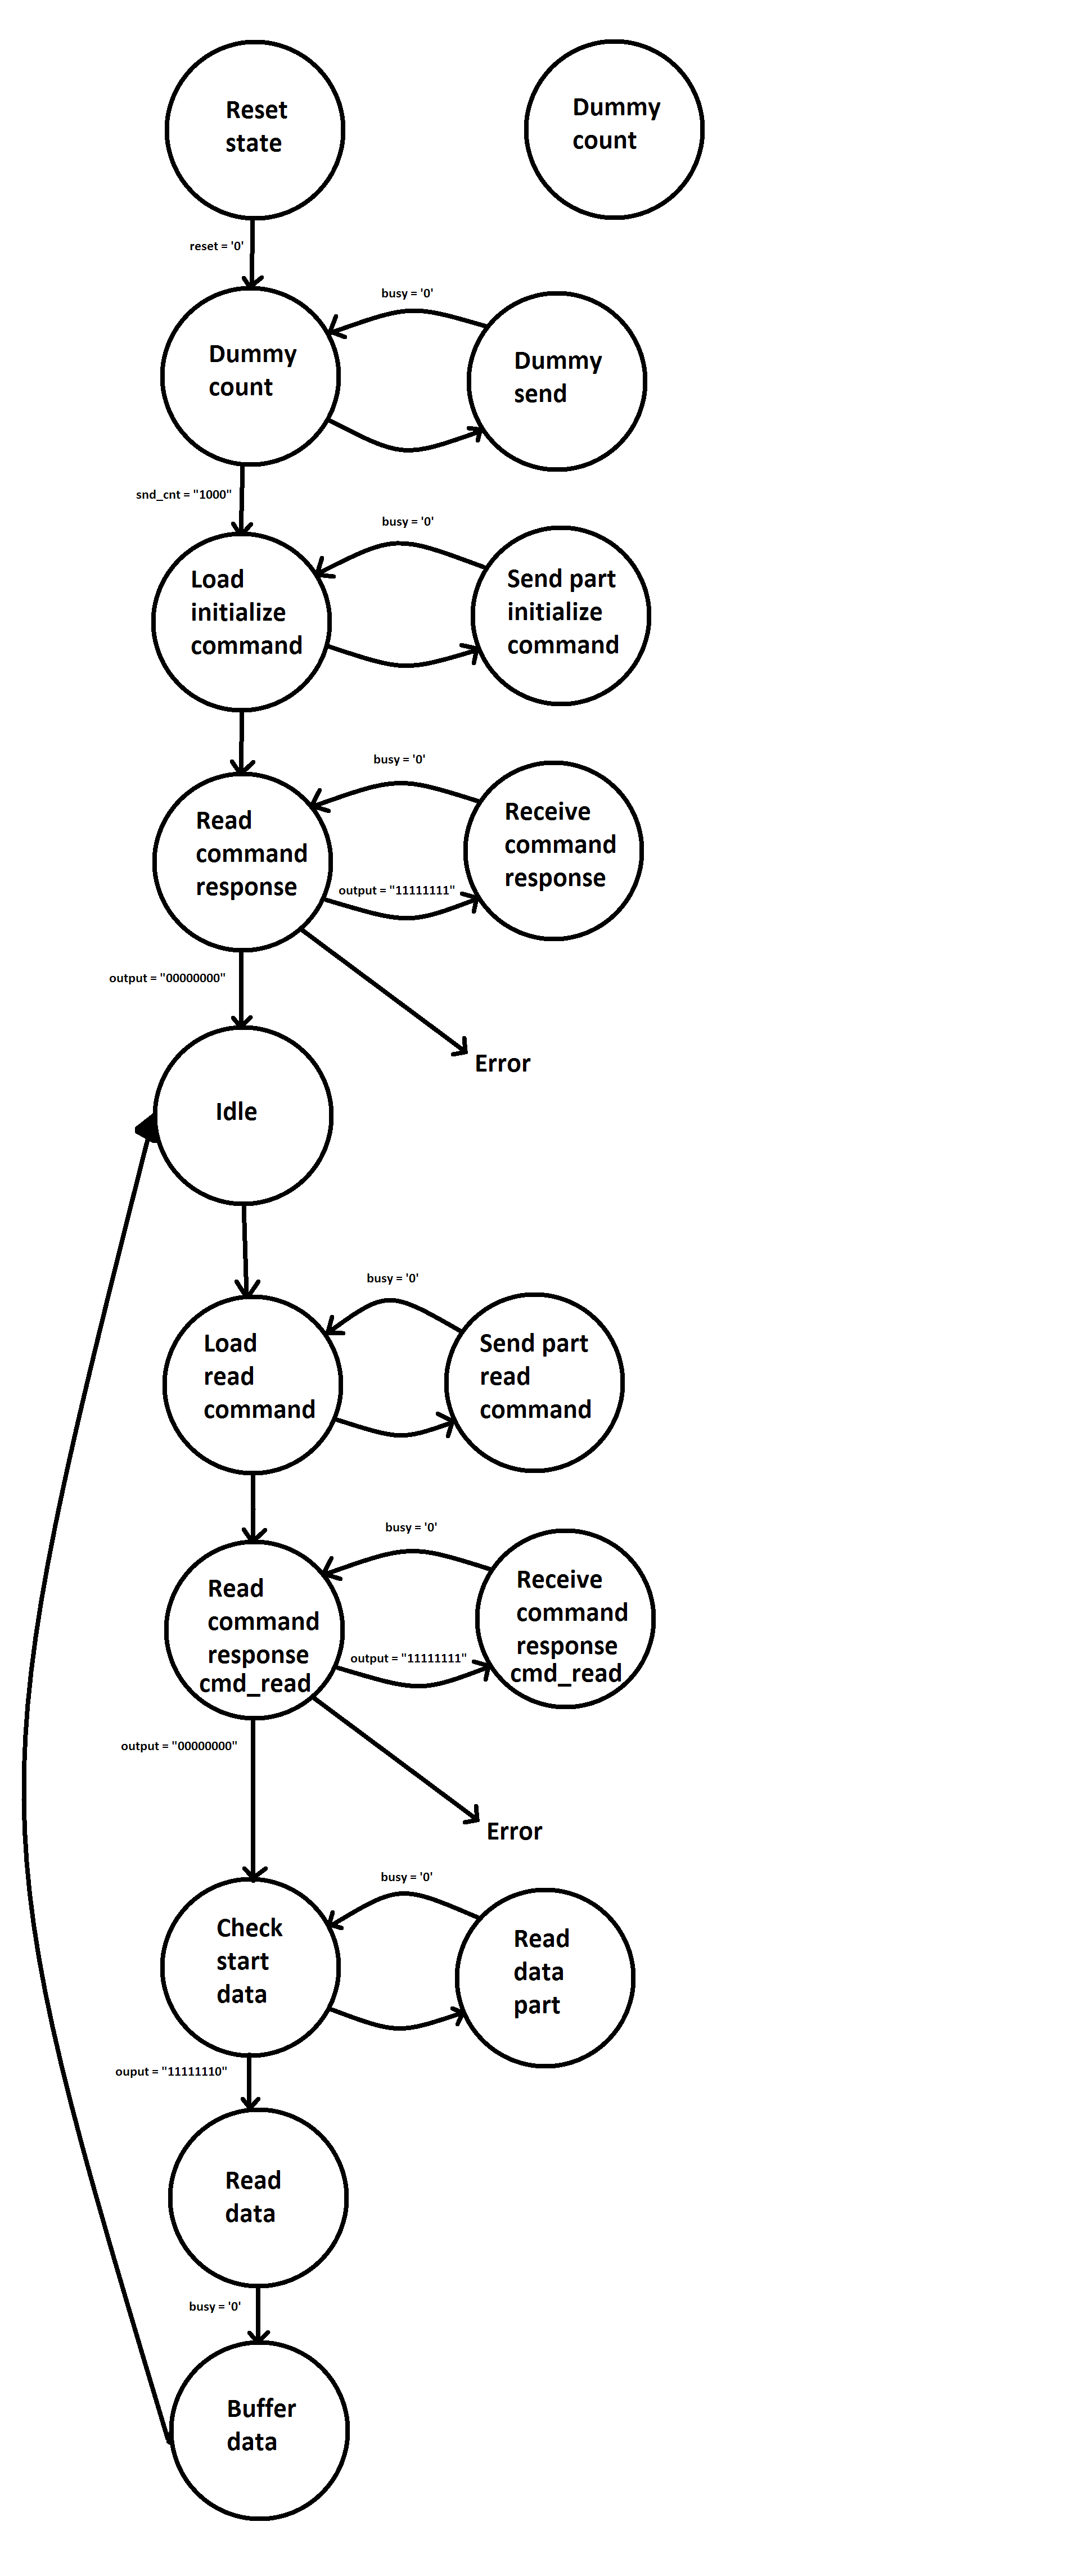 Reset
state
Dummy
count
reset = '0'
busy = '0'
Dummy
count
Dummy
send
snd_cnt = "1000"
busy = '0'
Load
initialize
command
Send part
initialize
command
busy = '0'
Read
command
response
Receive
command
response
output = "11111111"
output = "00000000"
Error
Idle
busy = '0'
Load
read
command
Send part
read
command
busy = '0'
Read
command
response
cmd_read
Receive
command
response
cmd_read
output = "11111111"
output = "00000000"
Error
busy = '0'
Check
start
data
Read
data
part
ouput = "11111110"
Read
data
busy = '0'
Buffer
data